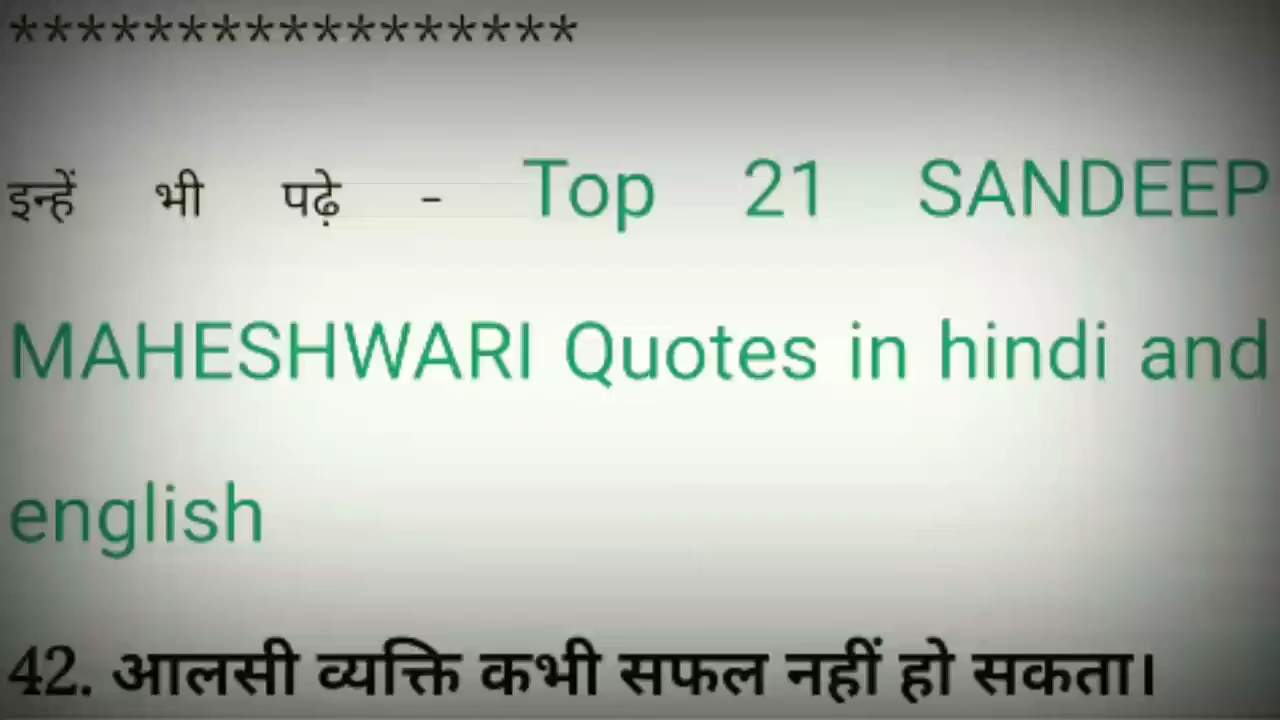 *****************
इन्हें भी पढ़े - Top 21 SANDEEP
MAHESHWARI Quotes in hindi and
english
42. आलसी व्यक्ति कभी सफल नहीं हो सकता।